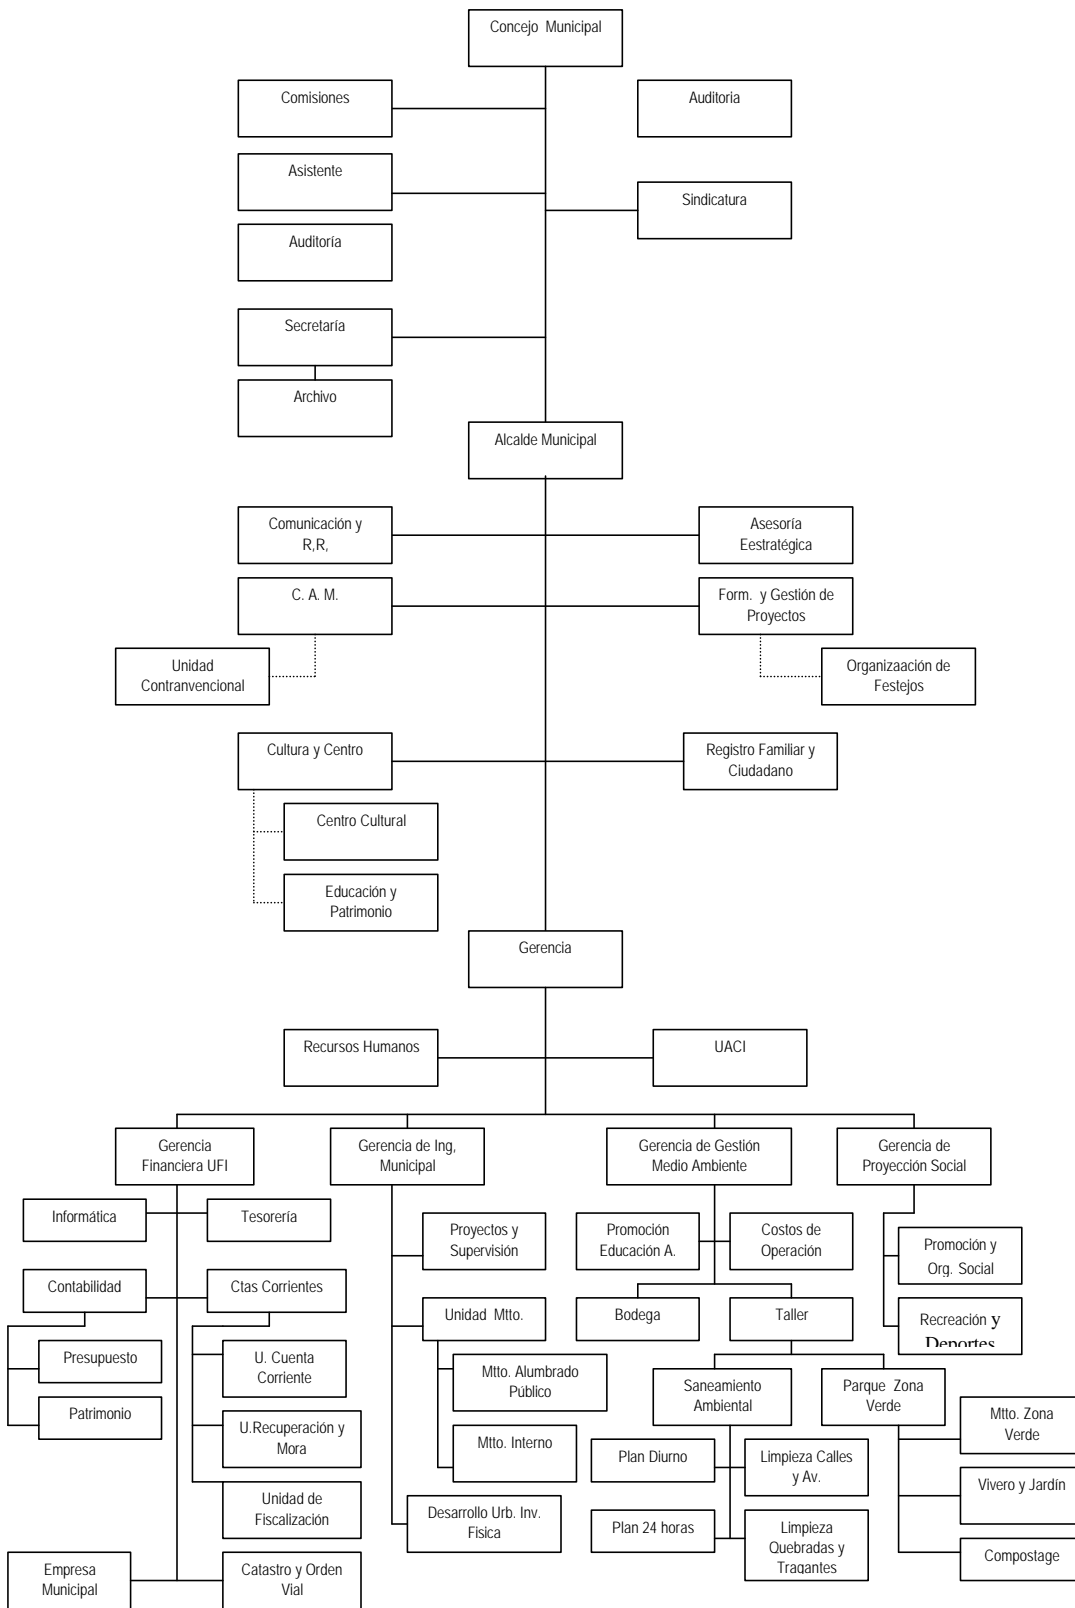 Concejo Municipal
Comisiones
Auditoria
Asistente
Sindicatura
Auditoría
Secretaría
Archivo
Alcalde Municipal
Comunicación y
R,R,
Asesoría
Eestratégica
C. A. M.
Form. y Gestión de
Proyectos
Unidad
Contranvencional
Organizaación de
Festejos
Cultura y Centro
Registro Familiar y
Ciudadano
Centro Cultural
Educación y
Patrimonio
Gerencia
Recursos Humanos
UACI
Gerencia
Financiera UFI
Gerencia de Ing,
Municipal
Gerencia de Gestión
Medio Ambiente
Gerencia de
Proyección Social
Informática
Tesorería
Proyectos y
Supervisión
Promoción
Educación A.
Costos de
Operación
Promoción y
Org. Social
Contabilidad
Ctas Corrientes
Unidad Mtto.
Bodega
Taller
Recreación y
Deportes
Presupuesto
U. Cuenta
Corriente
Mtto. Alumbrado
Público
Saneamiento
Ambiental
Parque Zona
Verde
Patrimonio
U.Recuperación y
Mora
Mtto. Interno
Mtto. Zona
Verde
Plan Diurno
Limpieza Calles
y Av.
Vivero y Jardín
Unidad de
Fiscalización
Desarrollo Urb. Inv.
Fisica
Plan 24 horas
Limpieza
Quebradas y
Tragantes
Compostage
Empresa
Municipal
Catastro y Orden
Vial